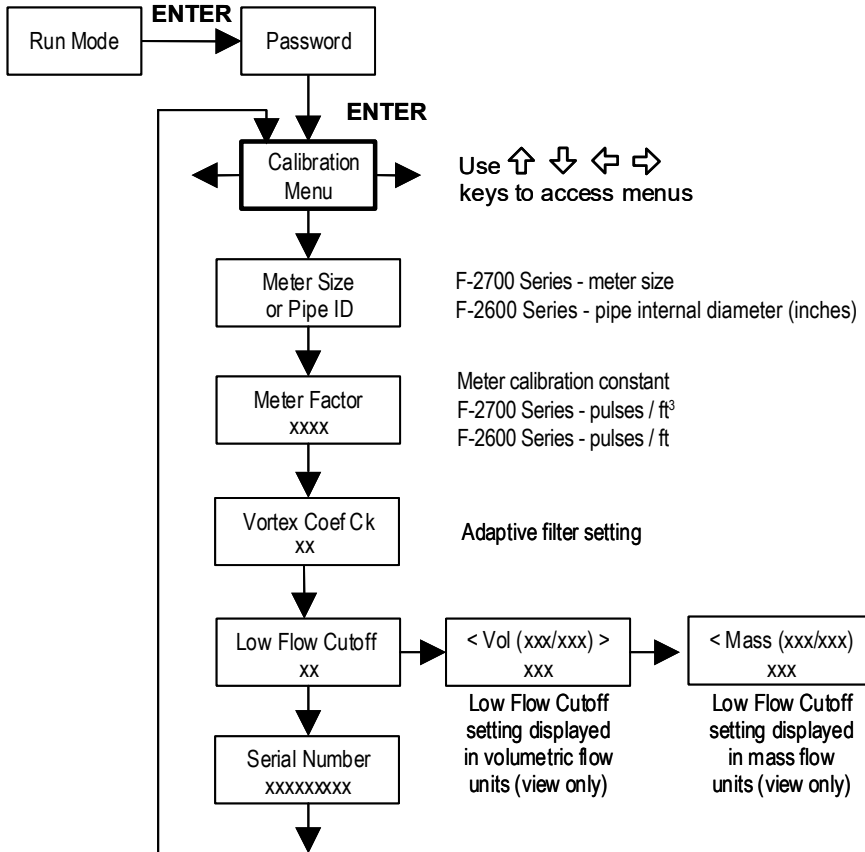 ENTER
Run Mode
Password
ENTER
Calibration
Menu
Use ⇧ ⇩ ⇦ ⇨
keys to access menus
Meter Size
or Pipe ID
F-2700 Series - meter size
F-2600 Series - pipe internal diameter (inches)
Meter Factor
xxxx
Meter calibration constant
F-2700 Series - pulses / ft³
F-2600 Series - pulses / ft
Vortex Coef Ck
xx
Adaptive filter setting
Low Flow Cutoff
xx
< Vol (xxx/xxx) >
xxx
< Mass (xxx/xxx)
xxx
Low Flow Cutoff
setting displayed
in volumetric flow
units (view only)
Low Flow Cutoff
setting displayed
in mass flow
units (view only)
Serial Number
xxxxxxxxx